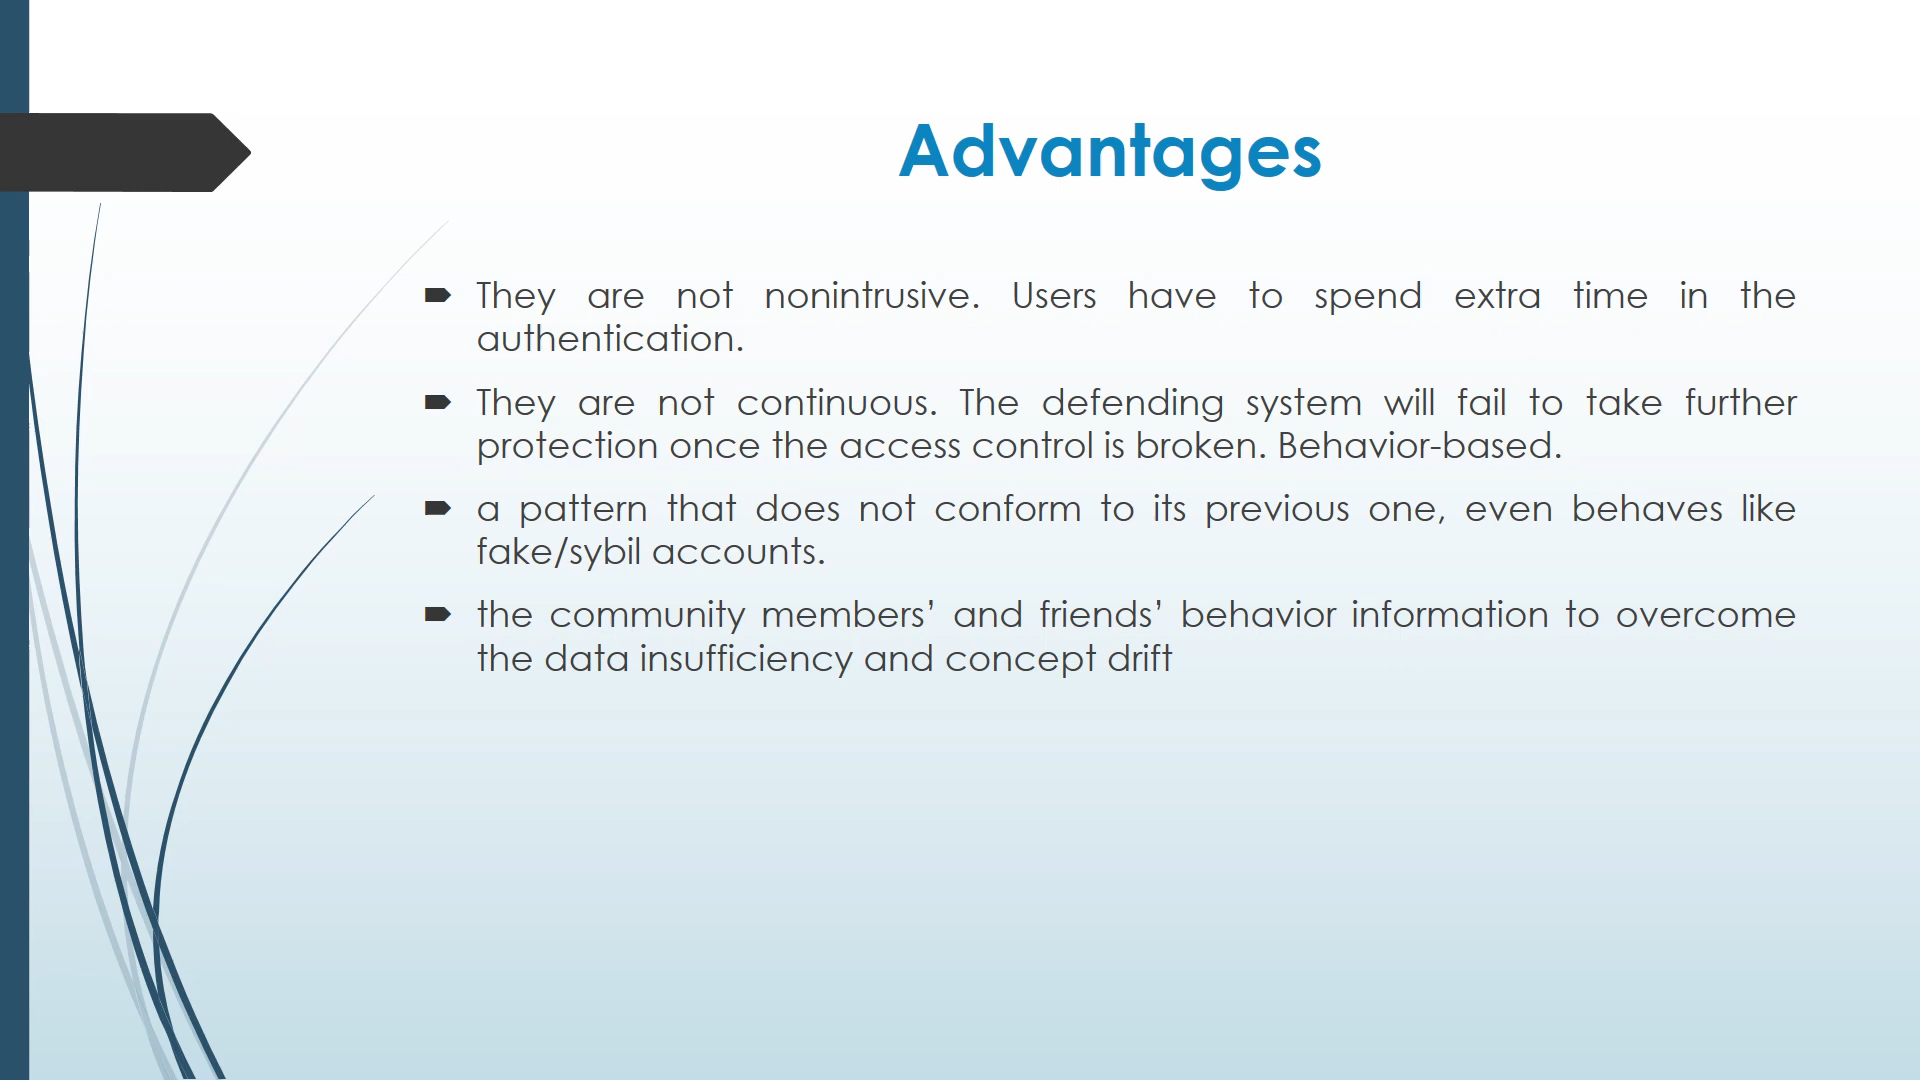 Advantages
They are not nonintrusive. Users have to spend extra time in the
authentication.
They are not continuous. The defending system will fail to take further
protection once the access control is broken. Behavior-based.
a pattern that does not conform to its previous one, even behaves like
fake/sybil accounts.
the community members’ and friends’ behavior information to overcome
the data insufficiency and concept drift